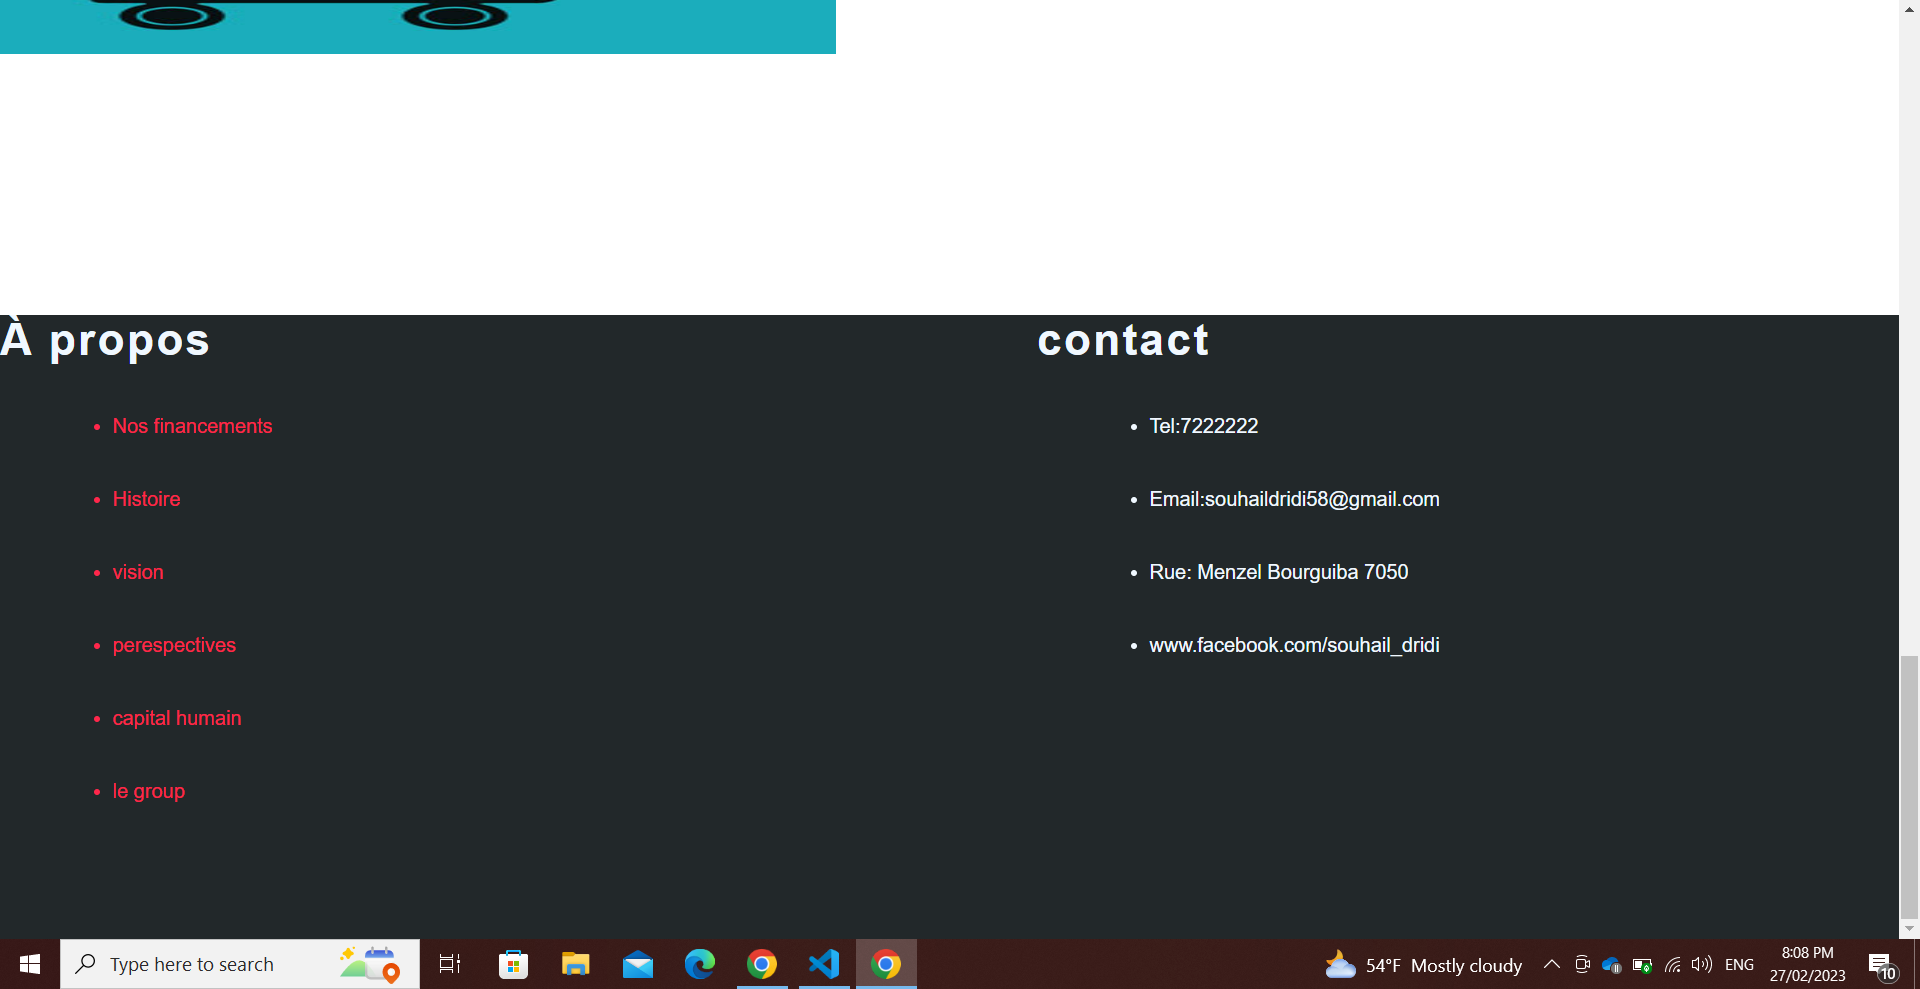 À propos
Nos financements
Histoire
vision
perespectives
capital humain
le group
contact
Tel:7222222
Email:souhaildridi58@gmail.com
Rue: Menzel Bourguiba 7050
www.facebook.com/souhail_dridi
Type here to search
54°F Mostly cloudy
ENG
8:08 PM
27/02/2023
10